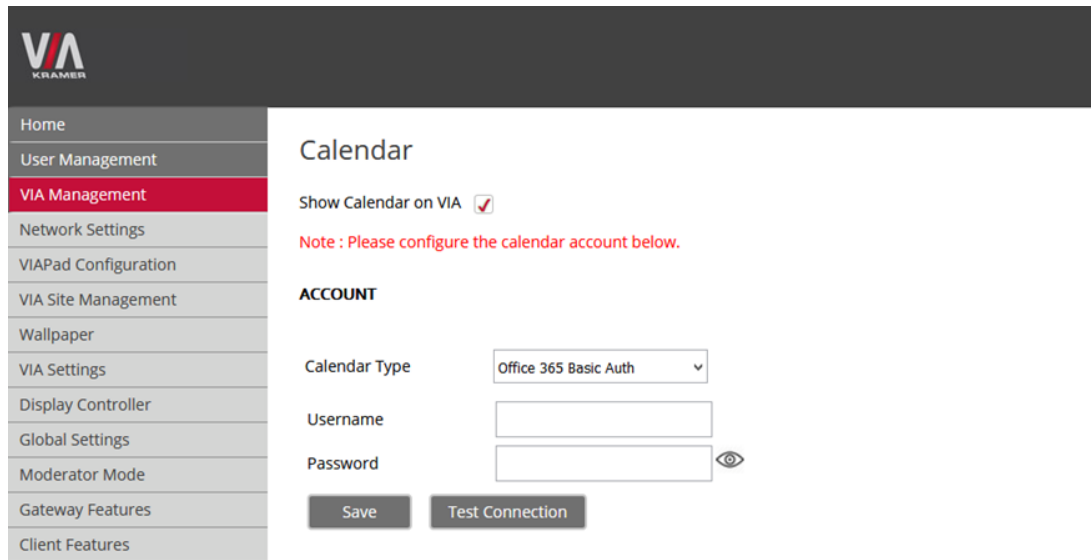 VIA
KRAMER
Home
User Management
VIA Management
Network Settings
VIAPad Configuration
VIA Site Management
Wallpaper
VIA Settings
Display Controller
Global Settings
Moderator Mode
Gateway Features
Client Features
Calendar
Show Calendar on VIA
Note : Please configure the calendar account below.
ACCOUNT
Calendar Type Office 365 Basic Auth
Username
Password
Save Test Connection